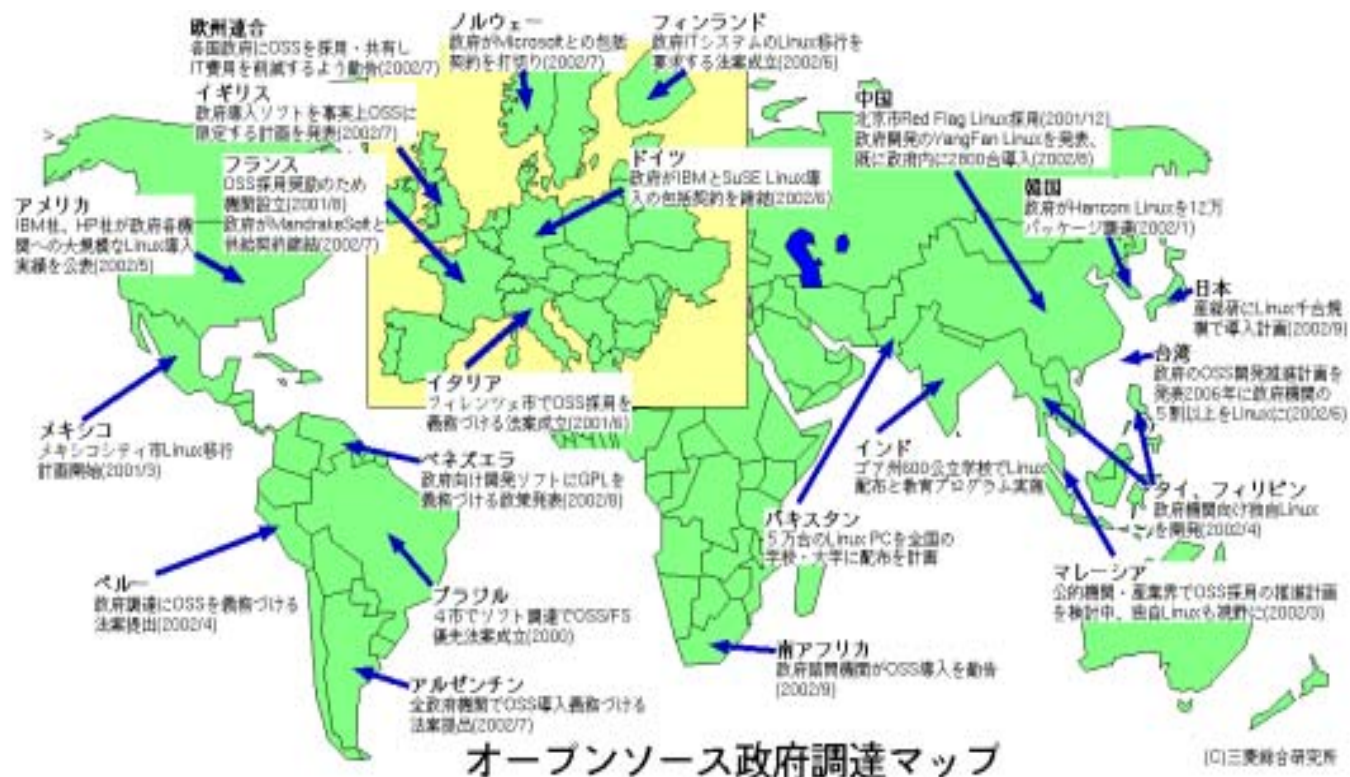 欧州連合
各国政府にOSSを採用・共有し
IT費用を削減するよう勧告(2002/7)
ノルウェー
政府がMicrosoftとの包括
契約を打切り(2002/7)
フィンランド
政府ITシステムのLinux移行を
要求する法案成立(2002/6)
イギリス
政府導入ソフトを事実上OSSに
限定する計画を発表(2002/7)
フランス
OSS採用奨励のため
機関設立(2001/8)
政府がMandrakeSoftと
供給契約締結(2002/7)
ドイツ
政府がIBMとSuSE Linux導
入の包括契約を締結(2002/6)
中国
北京市Red Flag Linux採用(2001/12)
政府開発のYangFan Linuxを発表、
既に政府内に2800台導入(2002/8)
韓国
政府がHancom Linuxを12万
パッケージ調達(2002/1)
アメリカ
IBM社、HP社が政府各機
関への大規模なLinux導入
実績を公表(2002/5)
日本
産総研にLinux千台規
模で導入計画(2002/9)
台湾
政府のOSS開発推進計画を
発表2006年に政府機関の
5割以上をLinuxに(2002/6)
イタリア
フィレンツェ市でOSS採用を
義務づける法案成立(2001/6)
メキシコ
メキシコシティ市Linux移行
計画開始(2001/3)
ベネズエラ
政府向け開発ソフトにGPLを
義務づける政策発表(2002/8)
インド
ゴア州600公立学校でLinux
配布と教育プログラム実施
タイ、フィリピン
政府機関向け独自Linux
を開発(2002/4)
パキスタン
5万台のLinux PCを全国の
学校・大学に配布を計画
マレーシア
公的機関・産業界でOSS採用の推進計画
を検討中、独自Linuxも視野に(2002/3)
ペルー
政府調達にOSSを義務づける
法案提出(2002/4)
ブラジル
4市でソフト調達でOSS/FS
優先法案成立(2000)
南アフリカ
政府諮問機関がOSS導入を勧告
(2002/9)
アルゼンチン
全政府機関でOSS導入義務づける
法案提出(2002/7)
オープンソース政府調達マップ
(C)三菱総合研究所